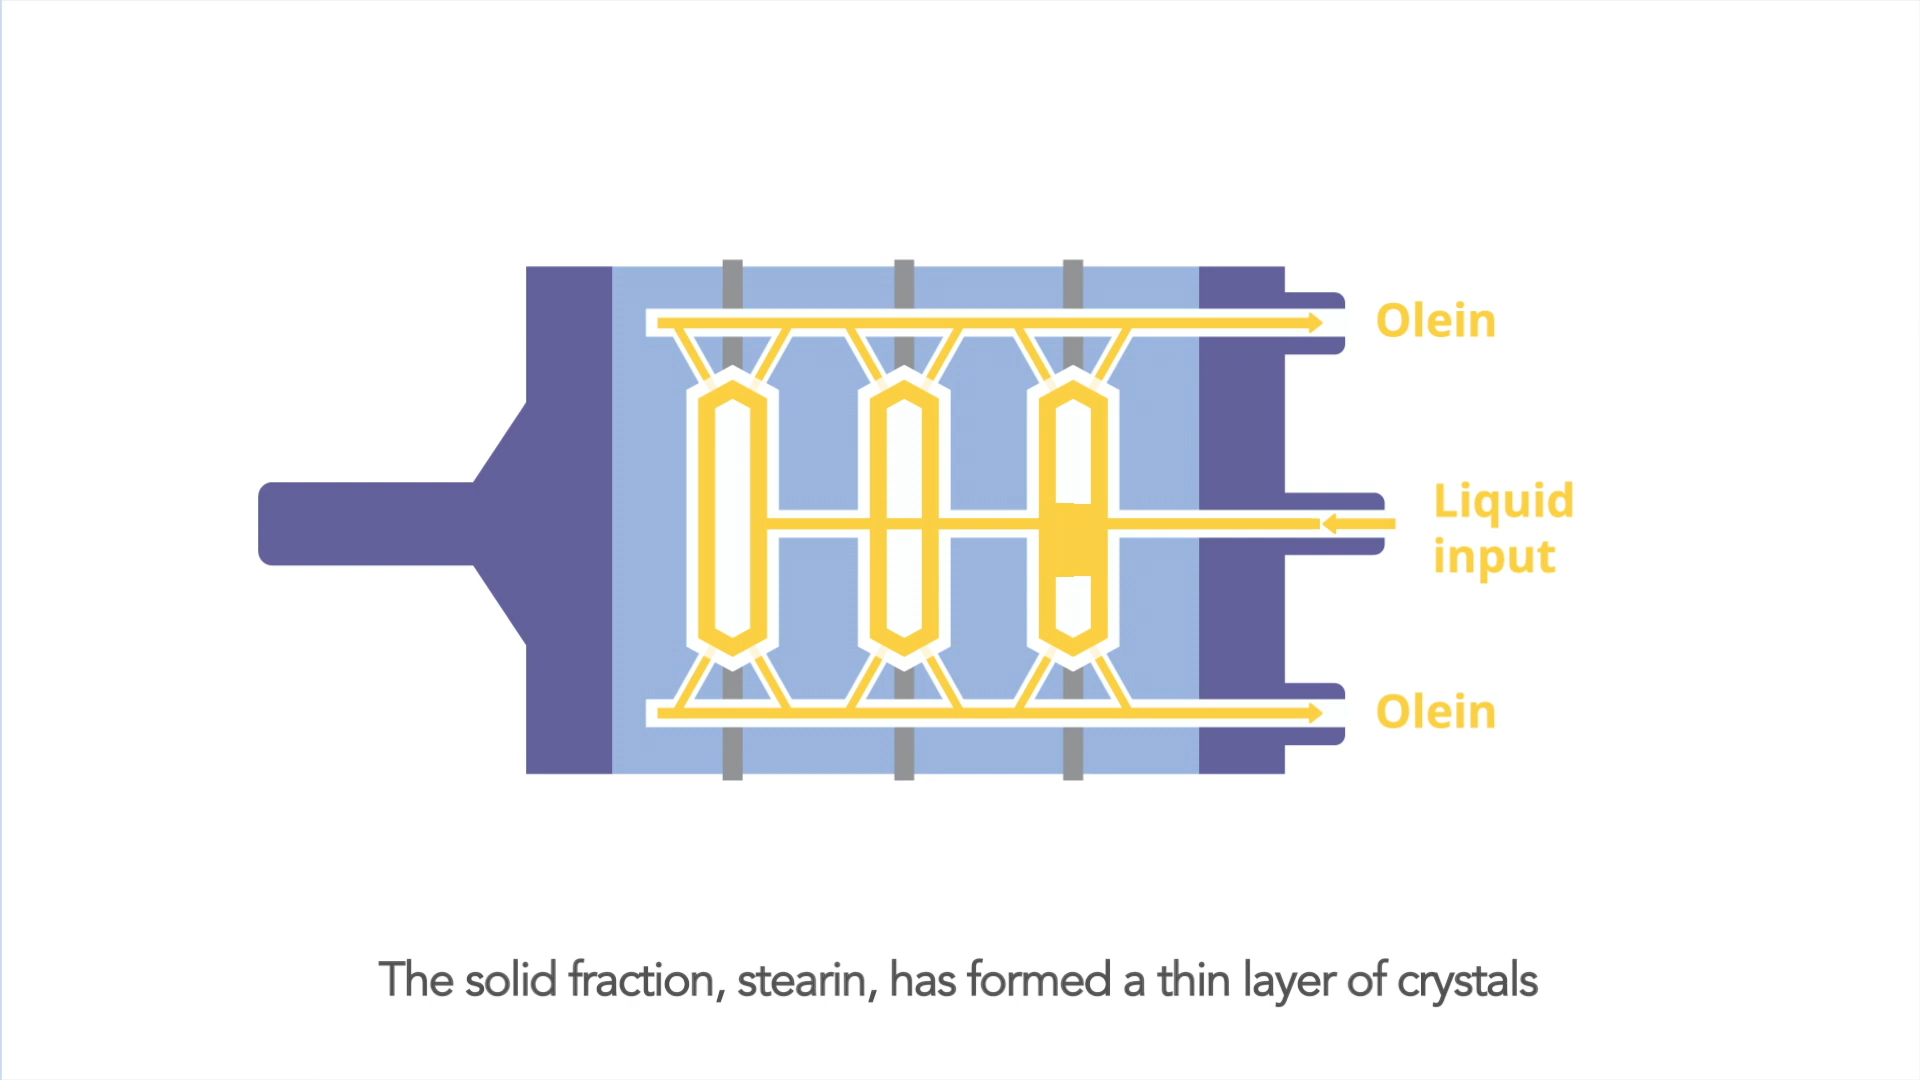 Olein
Liquid
input
Olein
The solid fraction, stearin, has formed a thin layer of crystals